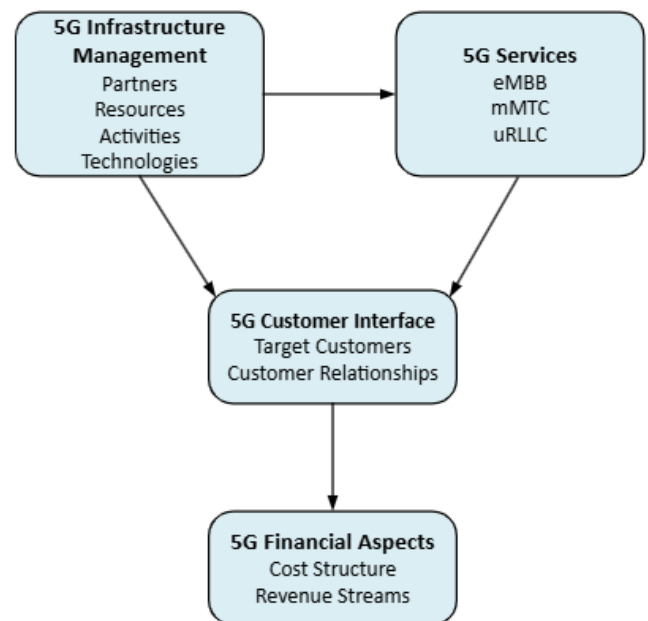 5G Infrastructure
Management
Partners
Resources
Activities
Technologies
5G Services
eMBB
mMTC
uRLLC
5G Customer Interface
Target Customers
Customer Relationships
5G Financial Aspects
Cost Structure
Revenue Streams